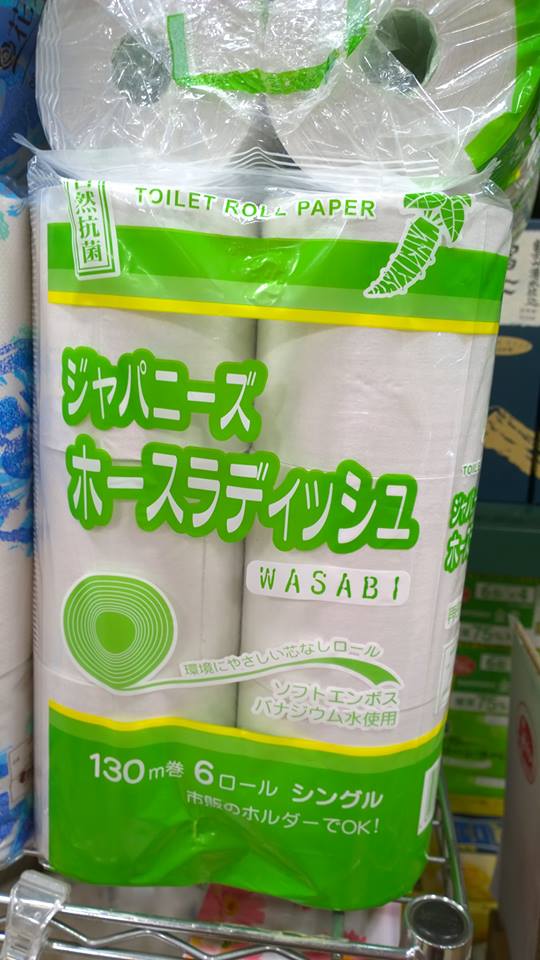 自然抗菌
TOILET ROLL PAPER
ジャパニーズ
ホースラディッシュ
WASABI
環境にやさしい芯なしロール
ソフトエンボス
バナジウム水使用
130m巻 6ロール シングル
市販のホルダーでOK!